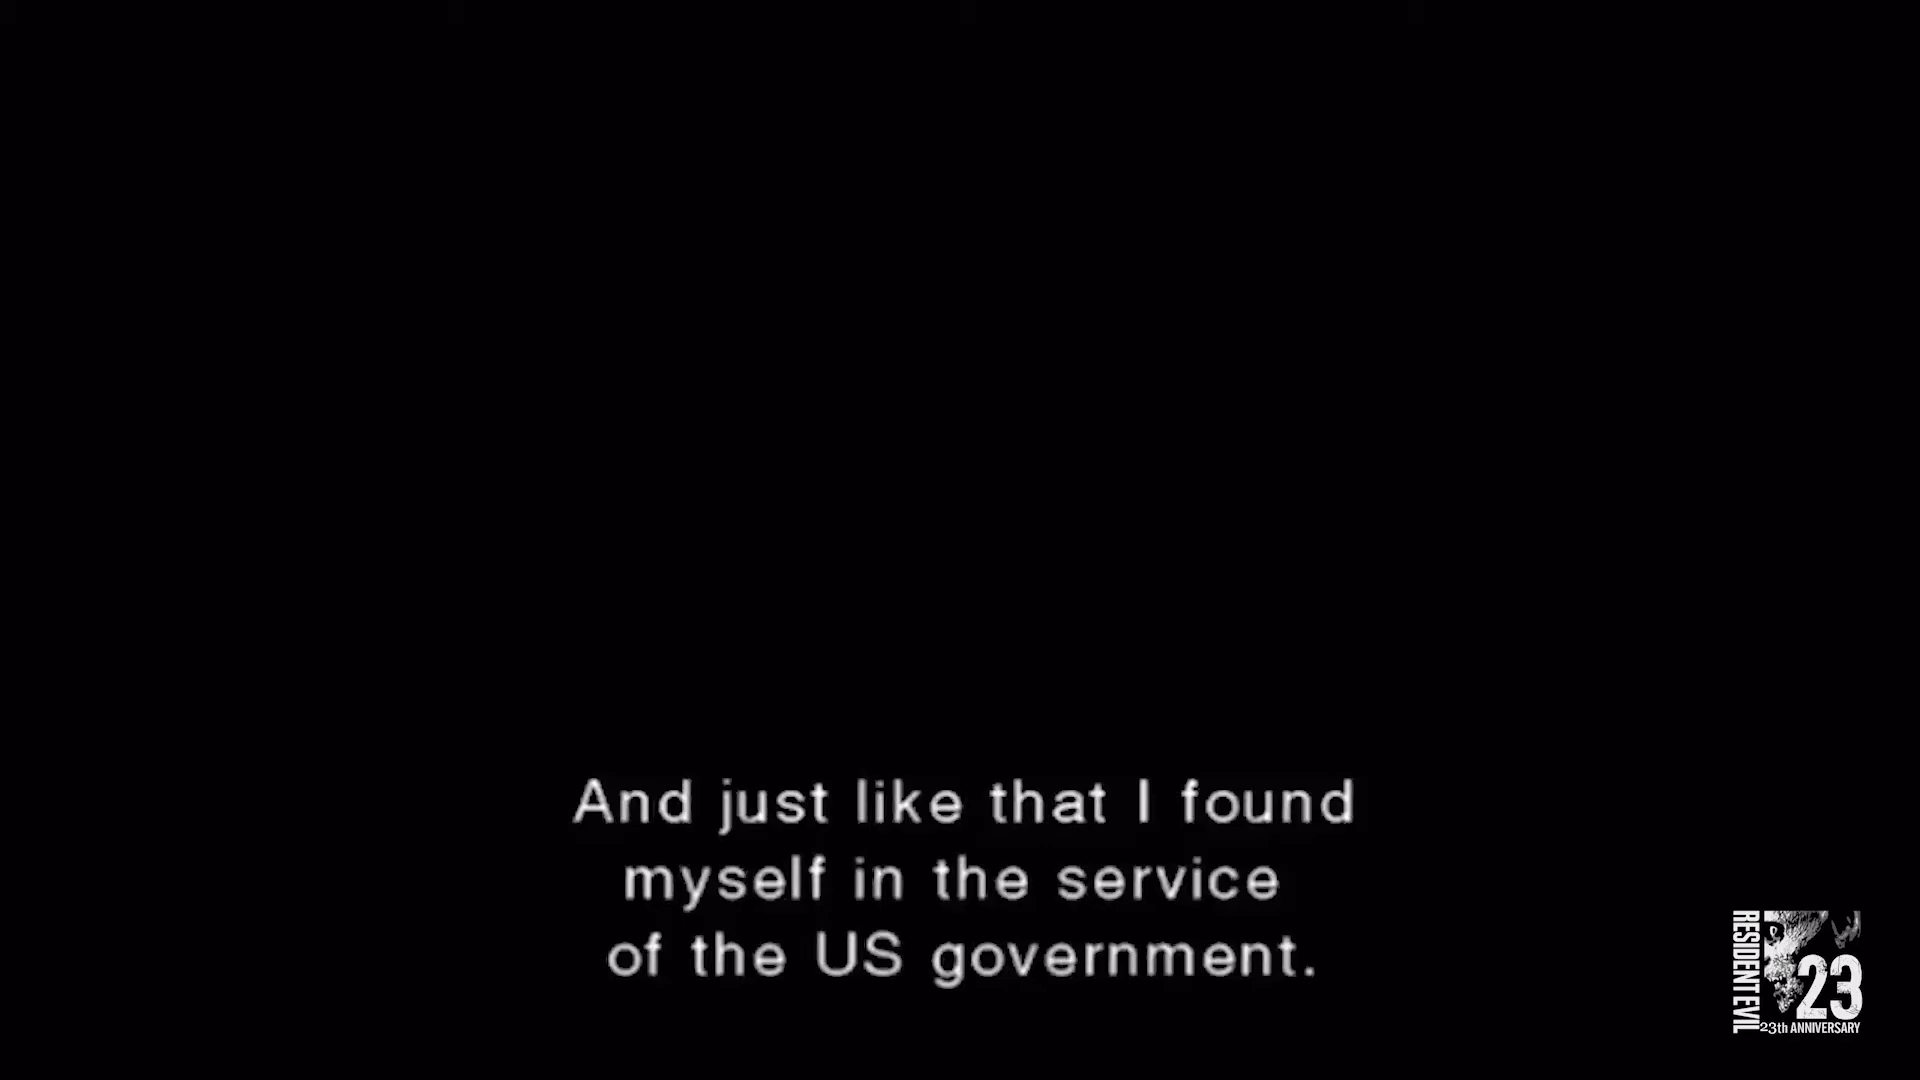 And just like that I found
myself in the service
of the US government.
RESIDENT EVIL
23
23th ANNIVERSARY